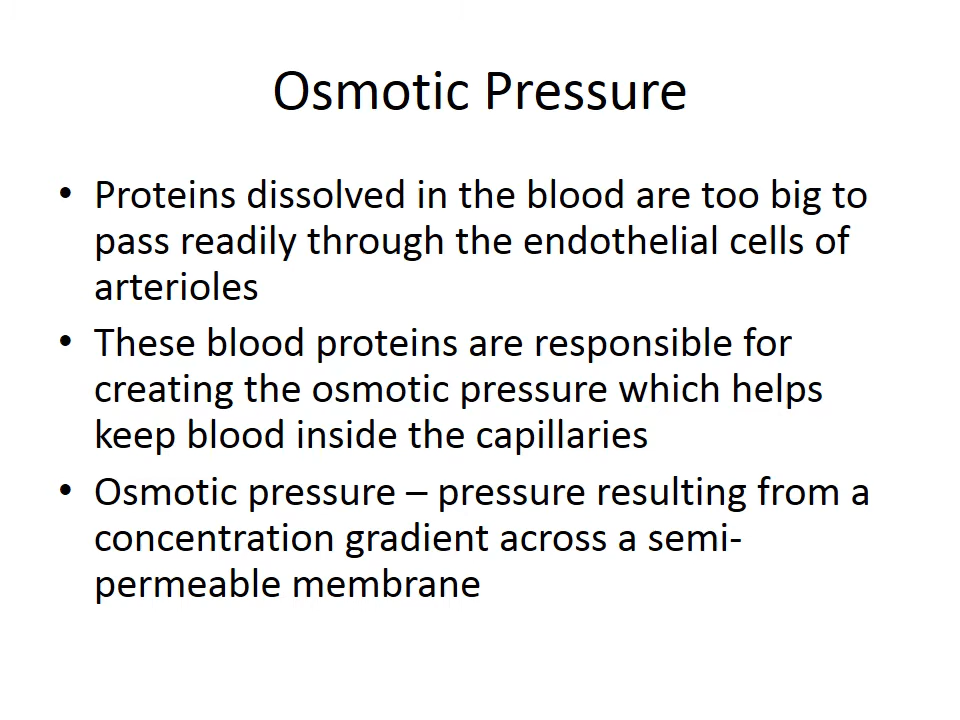 Osmotic Pressure
• Proteins dissolved in the blood are too big to
pass readily through the endothelial cells of
arterioles
• These blood proteins are responsible for
creating the osmotic pressure which helps
keep blood inside the capillaries
• Osmotic pressure – pressure resulting from a
concentration gradient across a semi-
permeable membrane